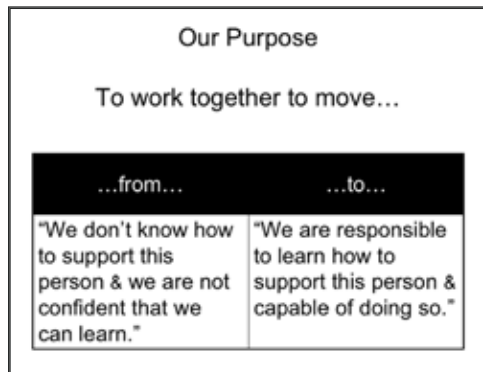 Our Purpose
To work together to move…
…from…
…to…
“We don’t know how
to support this
person & we are not
confident that we
can learn.”
“We are responsible
to learn how to
support this person &
capable of doing so.”